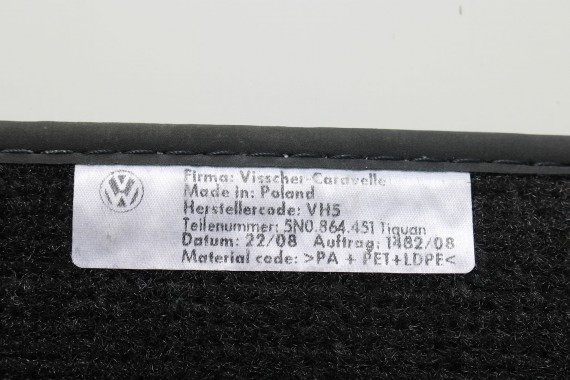 Firma: Visscher-Caravelle
Made in: Poland
Herstellercode: VH5
Teilenummer: 5N0.864.451 Tiquan
Datum: 22/08 Auftrag: 1482/08
Material code: >PA + PET+LDPE<